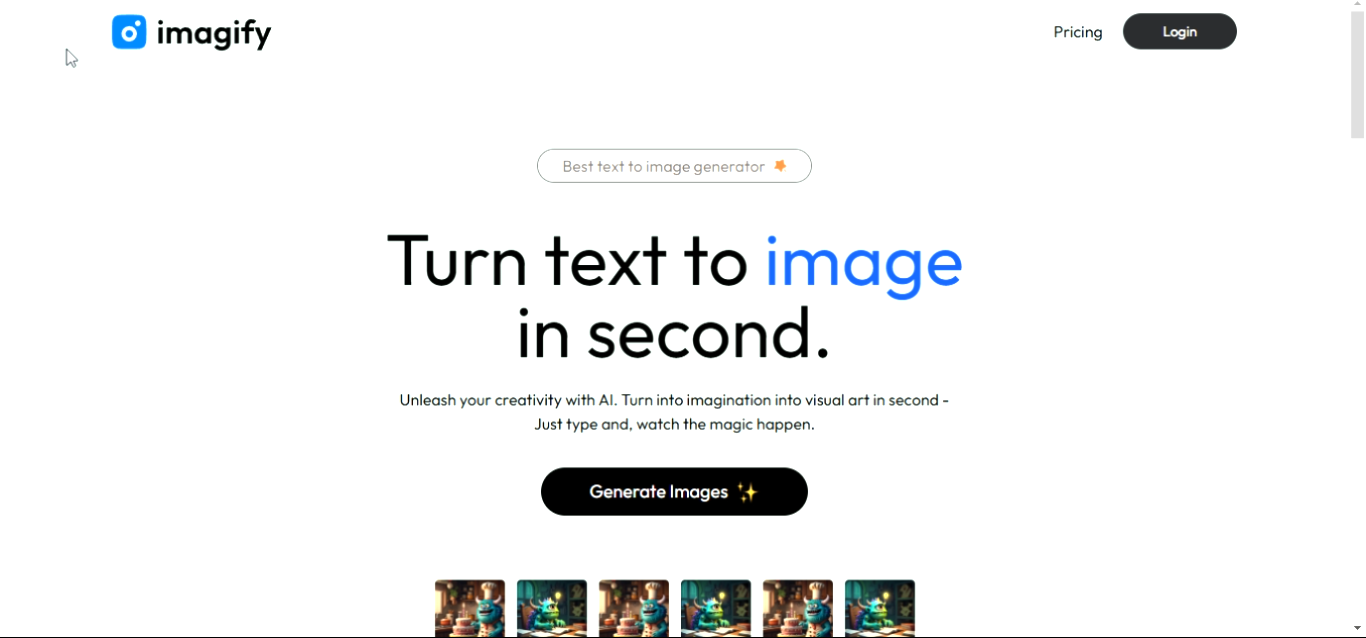 imagify
Pricing
Login
Best text to image generator
Turn text to image
in second.
Unleash your creativity with AI. Turn into imagination into visual art in second -
Just type and, watch the magic happen.
Generate Images ✨